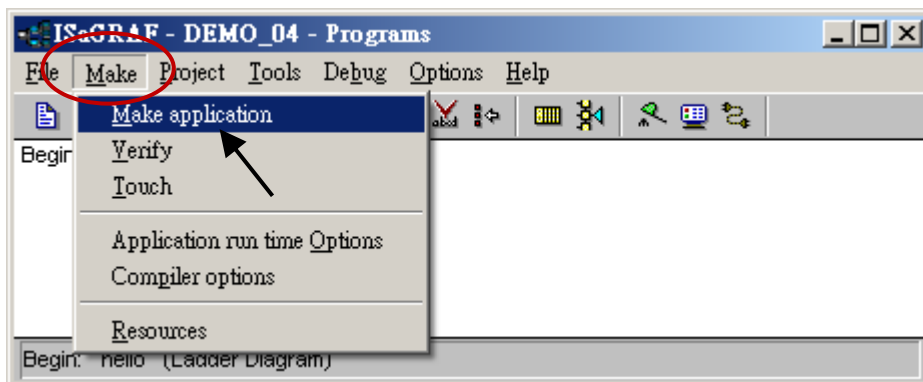 ISaGRAF - DEMO_04 - Programs
File Make Project Tools Debug Options Help
Make application
Begin
Verify
Touch
Application run time Options
Compiler options
Resources
Begin: hello (Ladder Diagram)